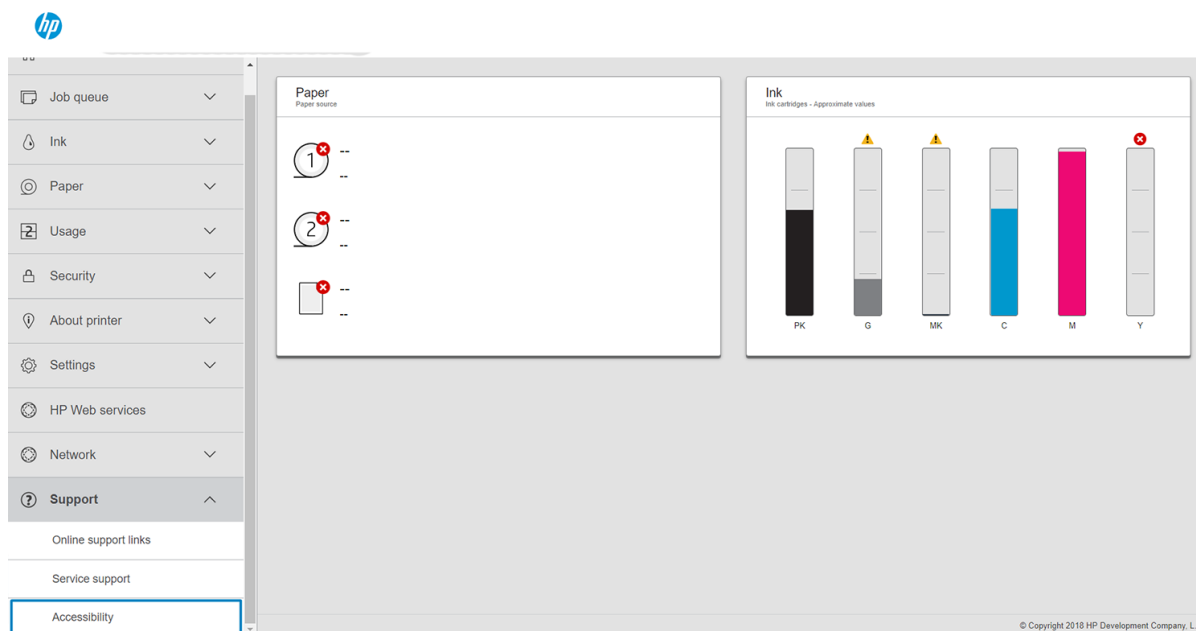 hp
Job queue
Ink
Paper
Usage
Security
About printer
Settings
HP Web services
Network
Support
Online support links
Service support
Accessibility
Paper
Paper source
1
--
--
2
--
--
--
--
Ink
Ink cartridges - Approximate values
PK
G
MK
C
M
Y
© Copyright 2018 HP Development Company, L.